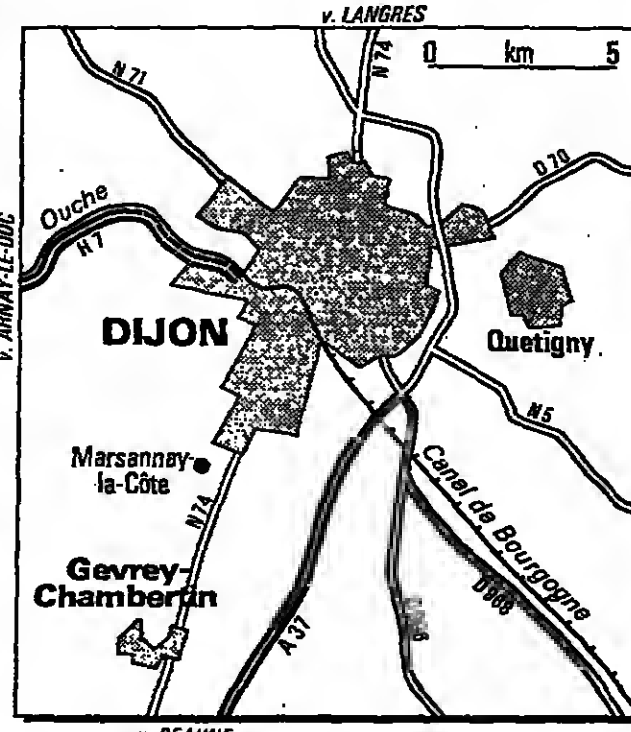 v. LANGRES
0 km 5
N 74
N 71
D 70
Ouche
N 7
v. ARNAY-LE-DUC
DIJON
Quetigny
N 5
Marsannay-
la-Côte
N 74
Canal de Bourgogne
Gevrey-
Chambertin
A 37
D 968
BEAUNE